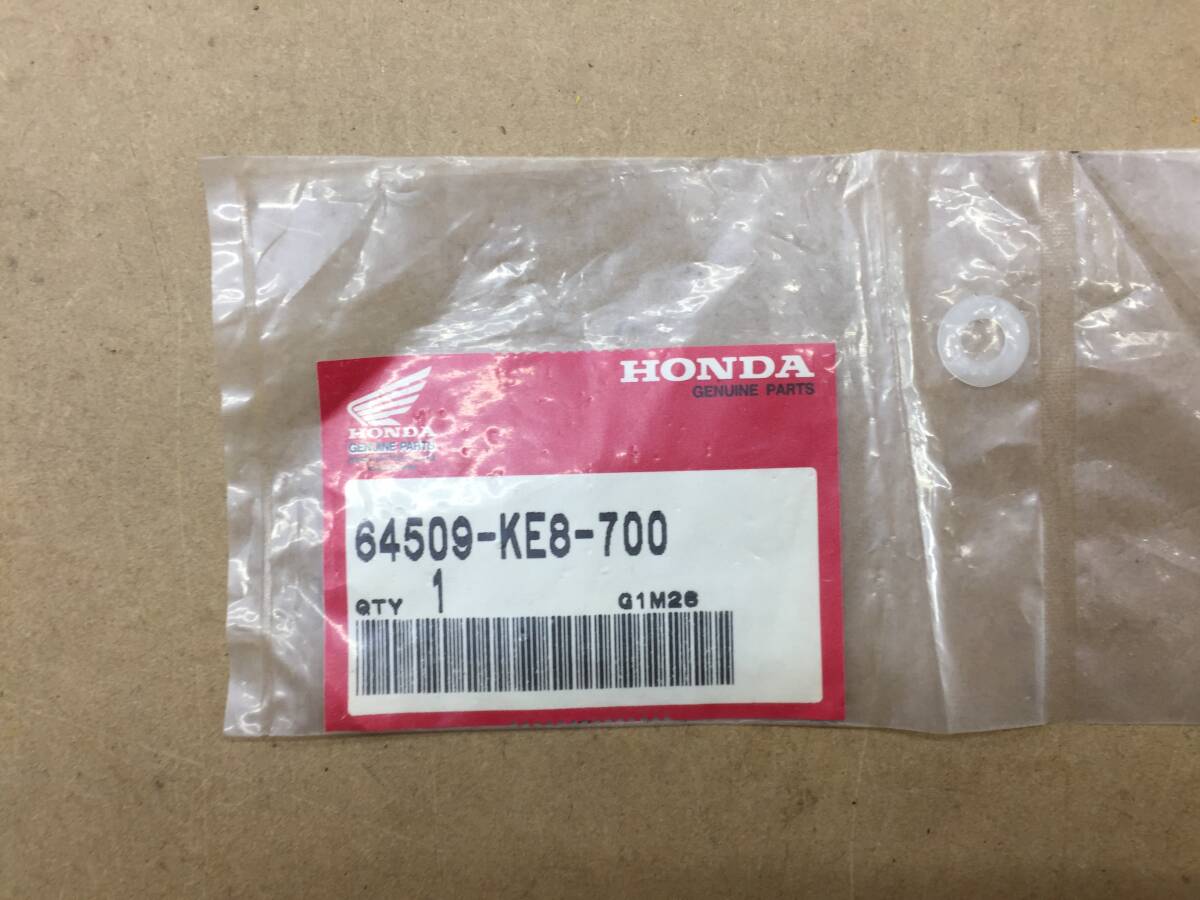 HONDA
GENUINE PARTS
HONDA
GENUINE PARTS
64509-KE8-700
QTY 1 G1M26